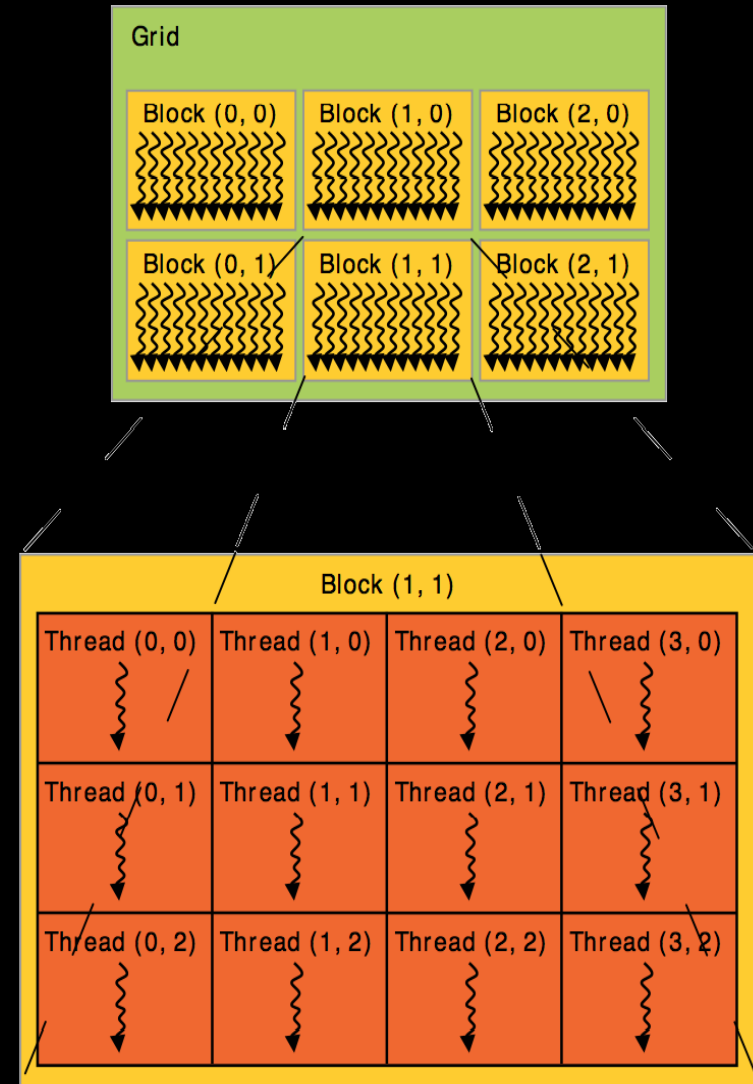 Grid
Block (0, 0) Block (1, 0) Block (2, 0)
Block (0, 1) Block (1, 1) Block (2, 1)
Block (1, 1)
Thread (0, 0) Thread (1, 0) Thread (2, 0) Thread (3, 0)
Thread (0, 1) Thread (1, 1) Thread (2, 1) Thread (3, 1)
Thread (0, 2) Thread (1, 2) Thread (2, 2) Thread (3, 2)